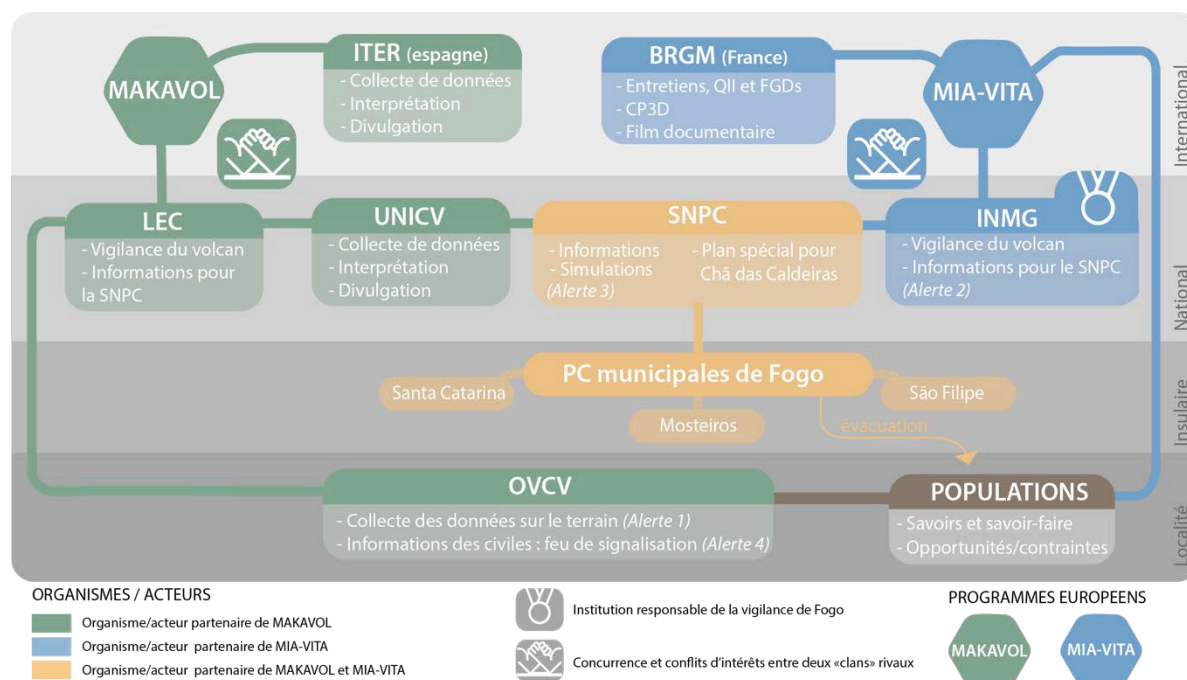 MAKAVOL
ITER (espagne)
- Collecte de données
- Interprétation
- Divulgation
BRGM (France)
- Entretiens, QII et FGDs
- CP3D
- Film documentaire
MIA-VITA
International
LEC
- Vigilance du volcan
- Informations pour
la SNPC
UNICV
- Collecte de données
- Interprétation
- Divulgation
SNPC
- Informations
- Simulations
(Alerte 3)
- Plan spécial pour
Chã das Caldeiras
INMG
- Vigilance du volcan
- Informations pour le SNPC
(Alerte 2)
National
PC municipales de Fogo
Santa Catarina
Mosteiros
São Filipe
évacuation
Insulaire
OVCV
- Collecte des données sur le terrain (Alerte 1)
- Informations des civiles : feu de signalisation (Alerte 4)
POPULATIONS
- Savoirs et savoir-faire
- Opportunités/contraintes
Localité
ORGANISMES / ACTEURS
Organisme/acteur partenaire de MAKAVOL
Organisme/acteur partenaire de MIA-VITA
Organisme/acteur partenaire de MAKAVOL et MIA-VITA
Institution responsable de la vigilance de Fogo
Concurrence et conflits d'intérêts entre deux «clans» rivaux
PROGRAMMES EUROPEENS
MAKAVOL
MIA-VITA